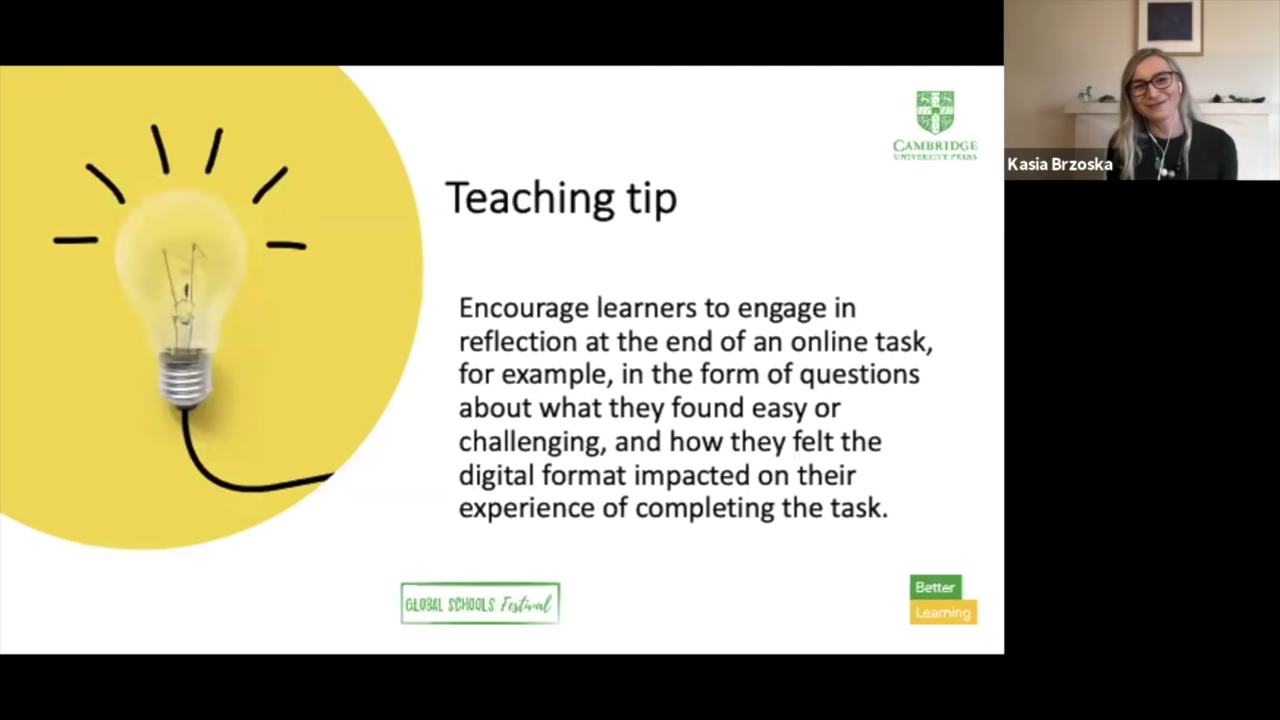 CAMBRIDGE
UNIVERSITY PRESS
Kasia Brzoska
Teaching tip
Encourage learners to engage in
reflection at the end of an online task,
for example, in the form of questions
about what they found easy or
challenging, and how they felt the
digital format impacted on their
experience of completing the task.
GLOBAL SCHOOLS Festival
Better
Learning